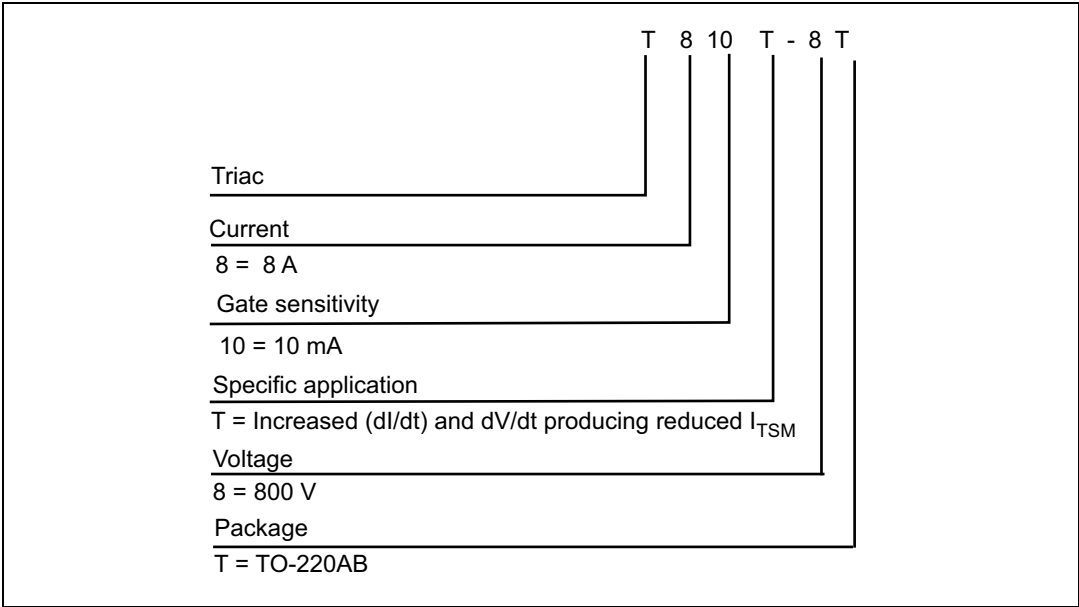 T 8 10 T - 8 T
Triac
Current
8 = 8 A
Gate sensitivity
10 = 10 mA
Specific application
T = Increased (dI/dt) and dV/dt producing reduced ITSM
Voltage
8 = 800 V
Package
T = TO-220AB